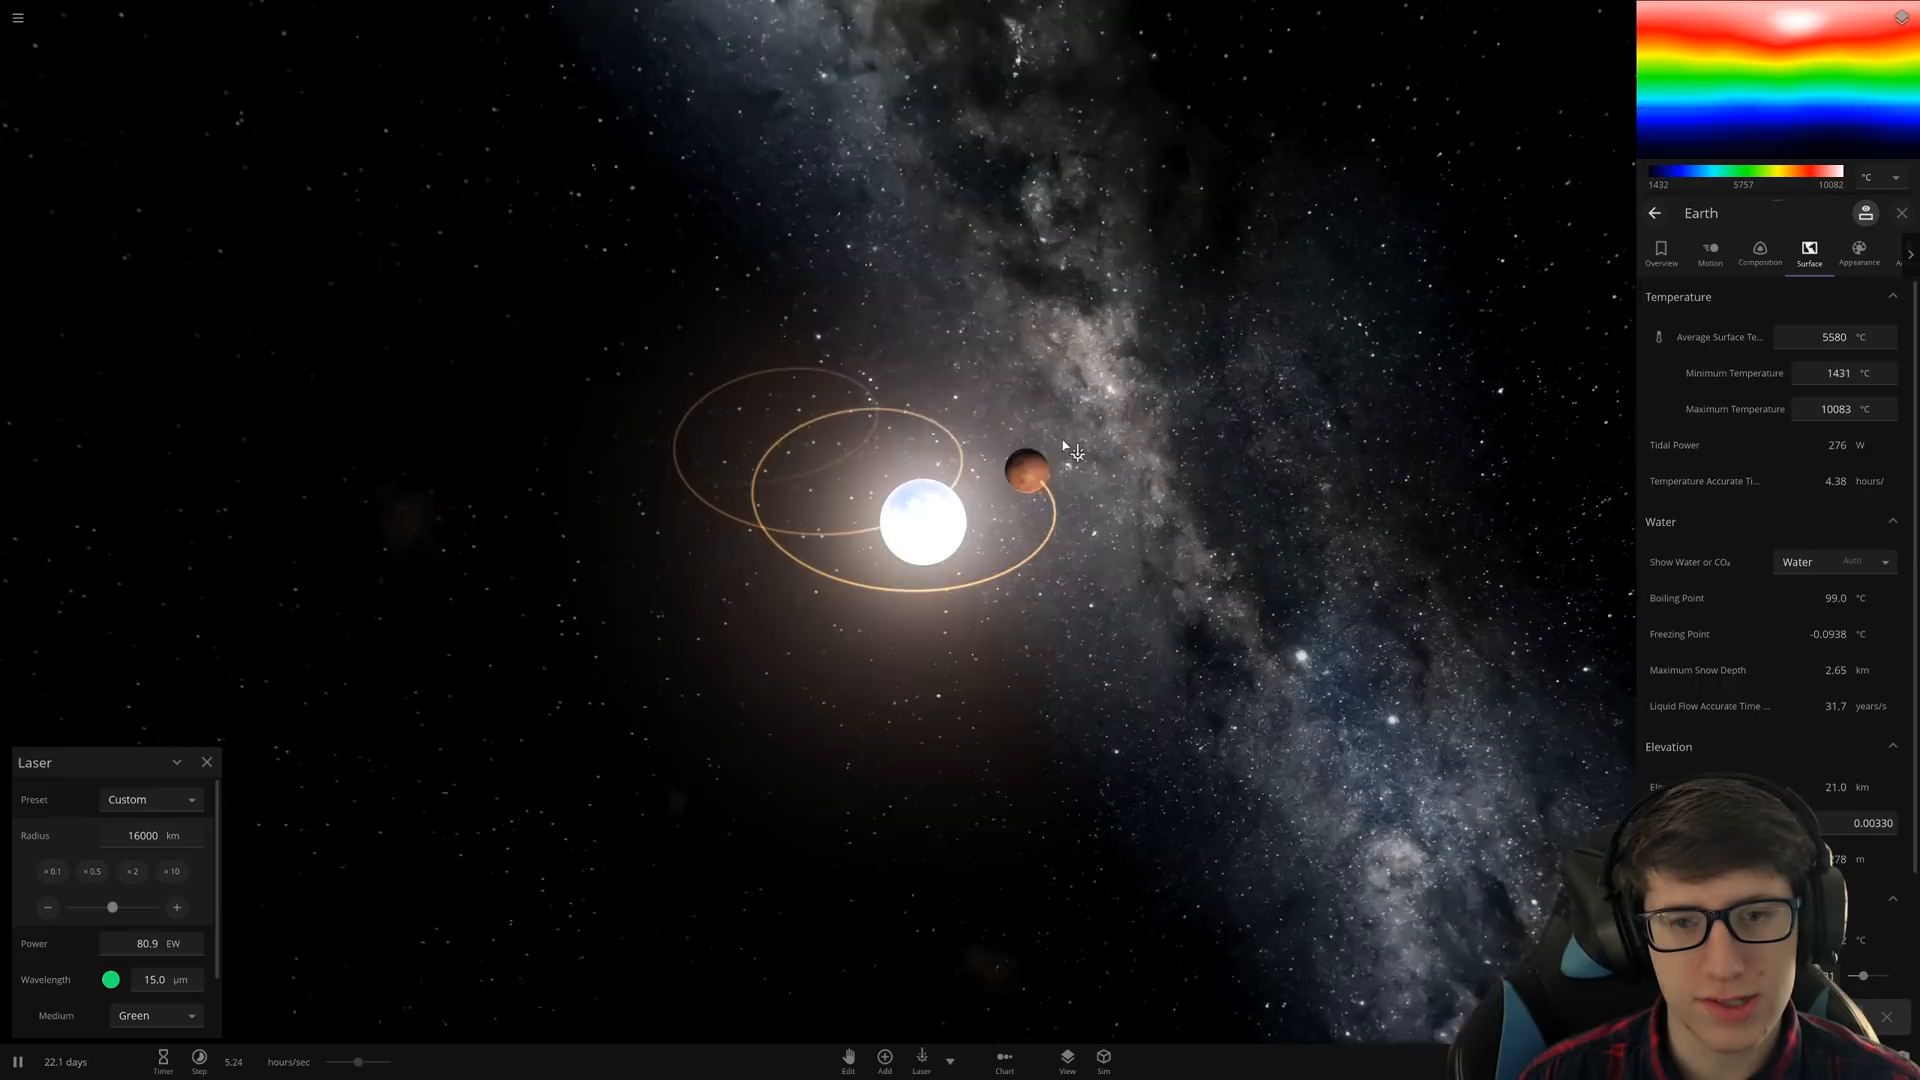 1432 5757 10082 °C
Earth
Overview Motion Composition Surface Appearance
Temperature
Average Surface Te... 5580 °C
Minimum Temperature 1431 °C
Maximum Temperature 10083 °C
Tidal Power 276 W
Temperature Accurate Ti... 4.38 hours/
Water
Show Water or CO₂ Water Auto
Boiling Point 99.0 °C
Freezing Point -0.0938 °C
Maximum Snow Depth 2.65 km
Liquid Flow Accurate Time ... 31.7 years/s
Elevation
21.0 km
0.00330
78 m
°C
Laser
Preset Custom
Radius 16000 km
× 0.1 × 0.5 × 2 × 10
Power 80.9 EW
Wavelength 15.0 µm
Medium Green
22.1 days Timer Step 5.24 hours/sec Edit Add Laser Chart View Sim